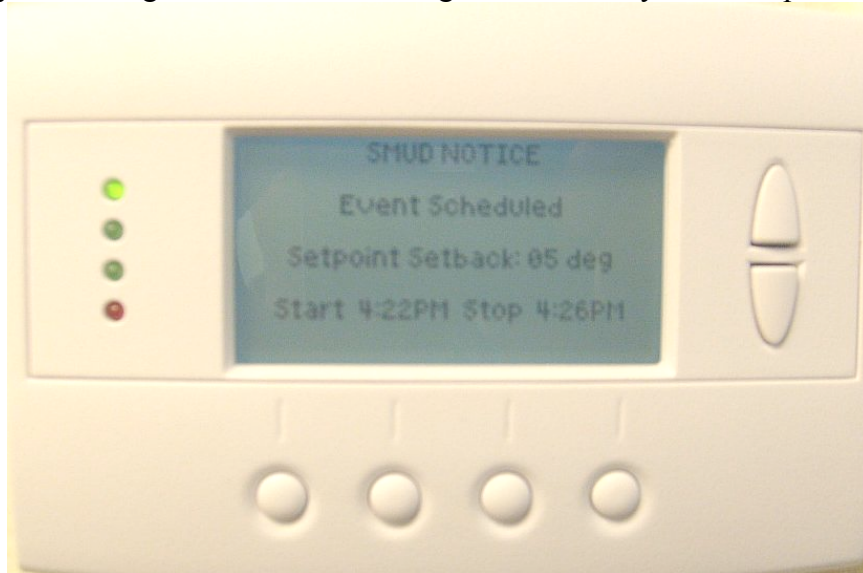 SMUD NOTICE
Event Scheduled
Setpoint Setback: 05 deg
Start 4:22PM Stop 4:26PM